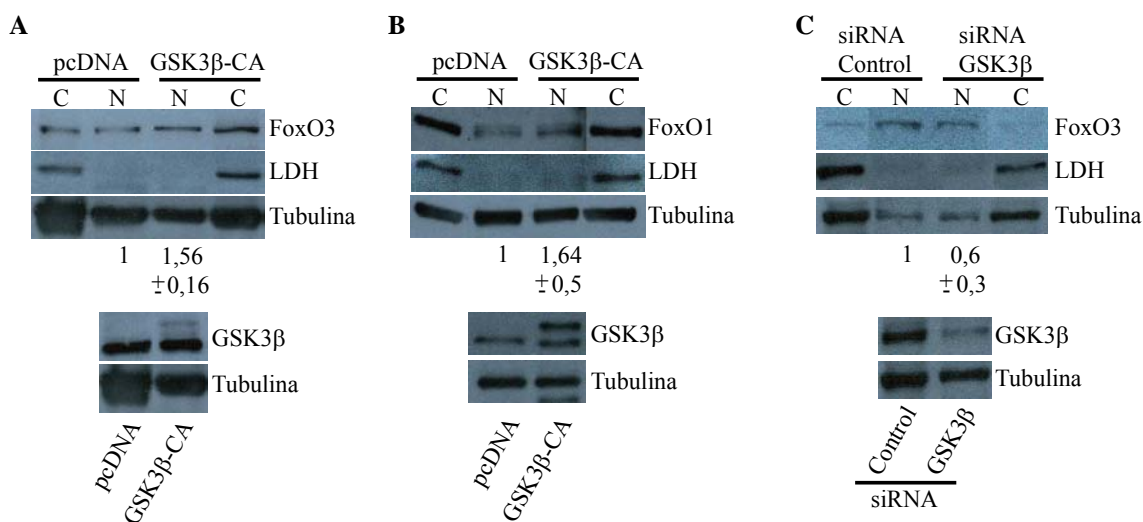 A
pcDNA GSK3β-CA
C N N C
FoxO3
LDH
Tubulina
1 1,56
±0,16
GSK3β
Tubulina
pcDNA
GSK3β-CA
B
pcDNA GSK3β-CA
C N N C
FoxO1
LDH
Tubulina
1 1,64
±0,5
GSK3β
Tubulina
pcDNA
GSK3β-CA
C
siRNA siRNA
Control GSK3β
C N N C
FoxO3
LDH
Tubulina
1 0,6
±0,3
GSK3β
Tubulina
Control
GSK3β
siRNA